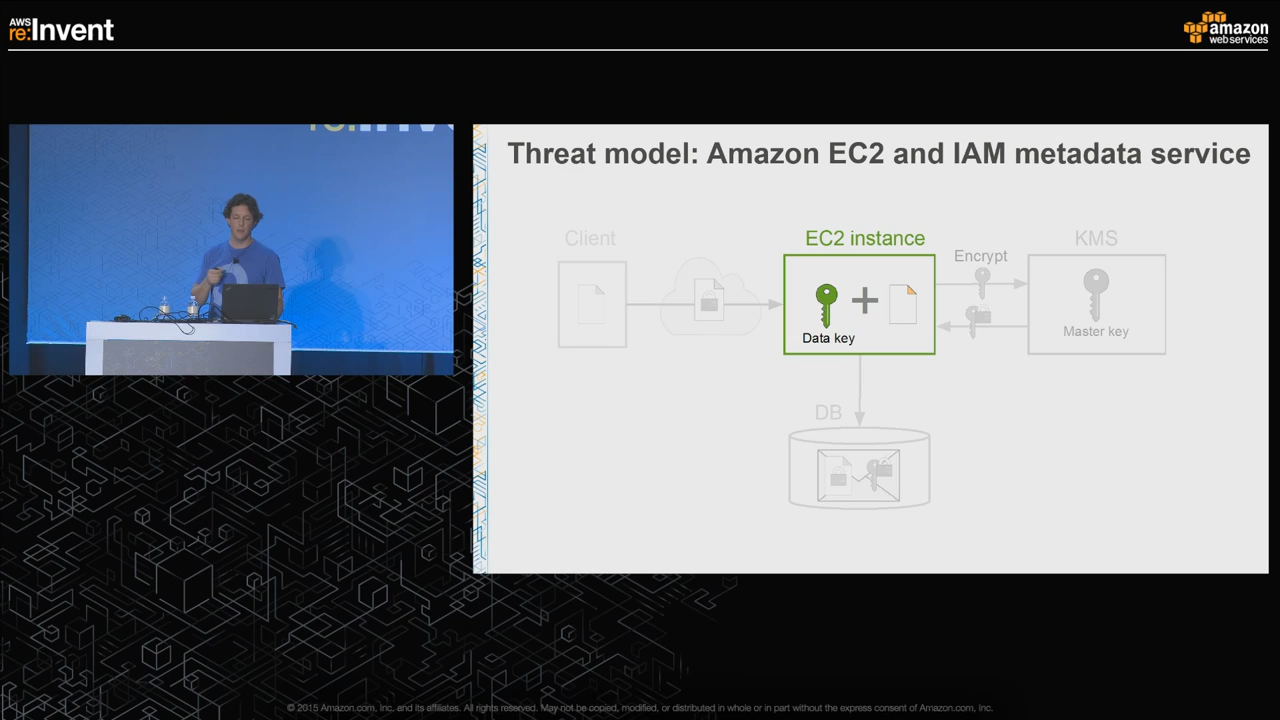 AWS
re:Invent
amazon
web services
Threat model: Amazon EC2 and IAM metadata service
Client
EC2 instance
KMS
Encrypt
Data key
Master key
DB
© 2015 Amazon.com, Inc. and its affiliates. All rights reserved. May not be copied, modified, or distributed in whole or in part without the express consent of Amazon.com, Inc.